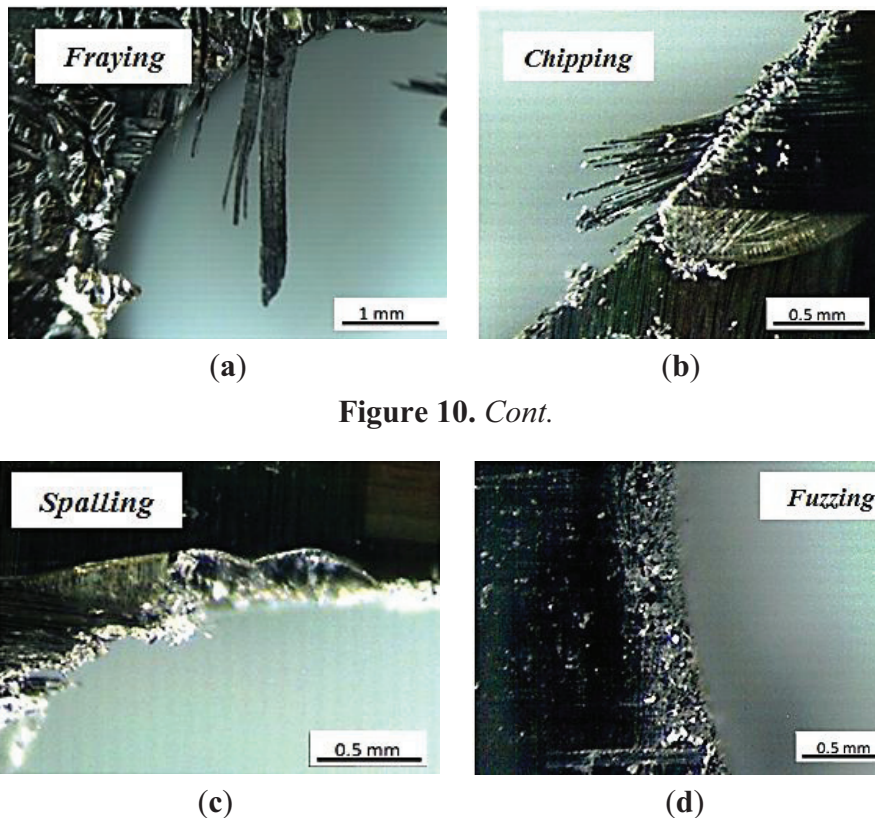 Fraying
Chipping
1 mm
0.5 mm
(a)
(b)
Figure 10. Cont.
Spalling
Fuzzing
0.5 mm
0.5 mm
(c)
(d)